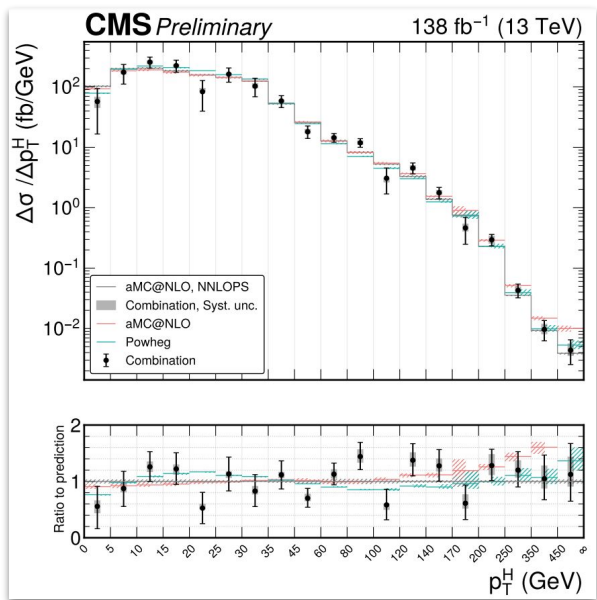 CMS Preliminary 138 fb⁻¹ (13 TeV)
Δσ/Δp_T^H (fb/GeV)
10²
10¹
10⁰
10⁻¹
10⁻²
aMC@NLO, NNLOPS
Combination, Syst. unc.
aMC@NLO
Powheg
Combination
Ratio to prediction
2
1
0
0 5 10 15 20 25 30 35 45 60 80 100 120 140 170 200 250 350 450 ∞
p_T^H (GeV)